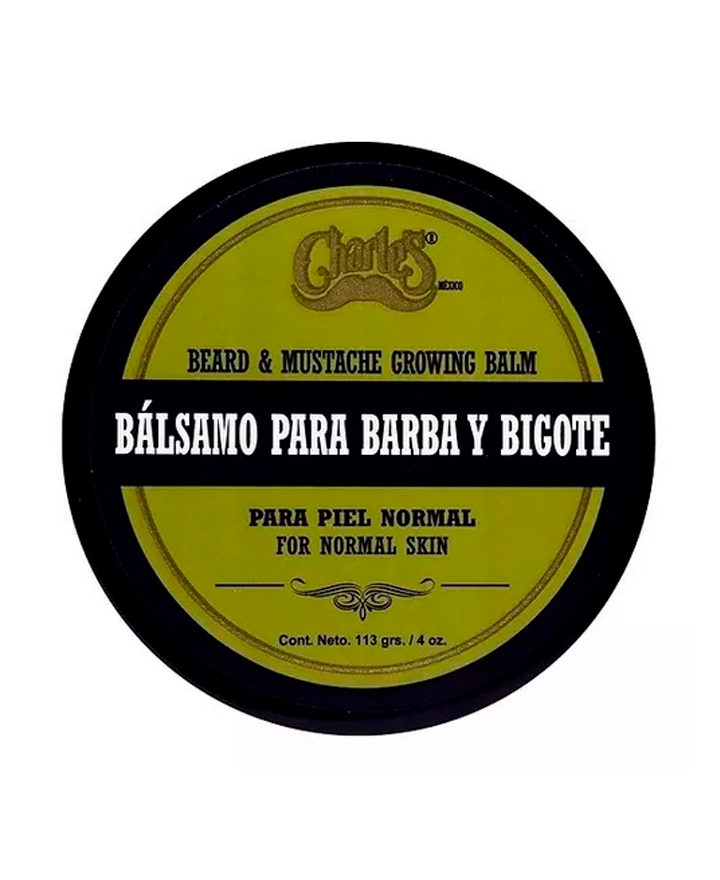 Charles®
MÉXICO
BEARD & MUSTACHE GROWING BALM
BÁLSAMO PARA BARBA Y BIGOTE
PARA PIEL NORMAL
FOR NORMAL SKIN
Cont. Neto. 113 grs. / 4 oz.